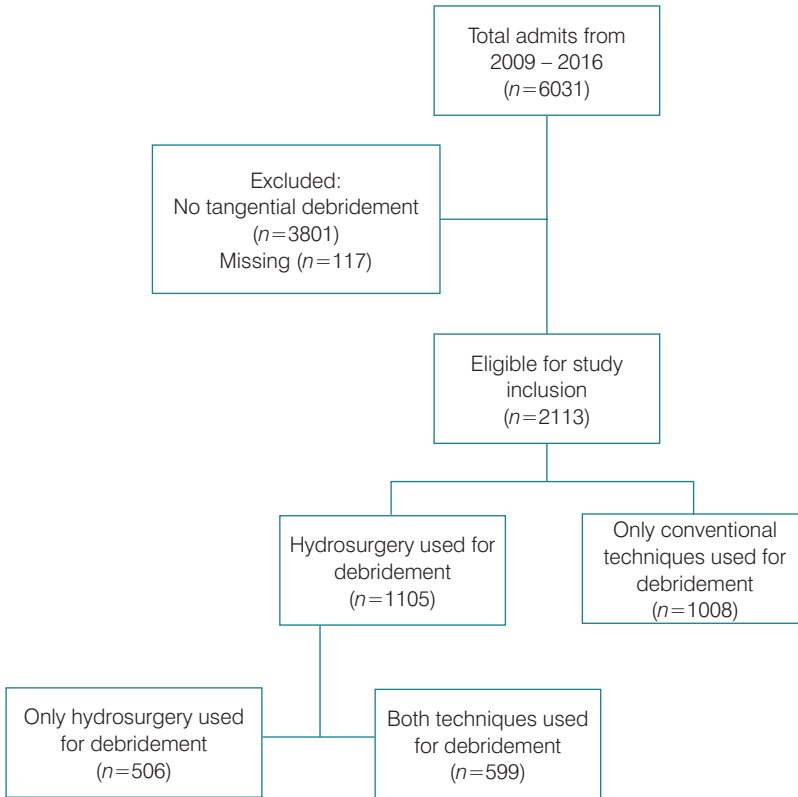 Total admits from
2009 – 2016
(n=6031)
Excluded:
No tangential debridement
(n=3801)
Missing (n=117)
Eligible for study
inclusion
(n=2113)
Hydrosurgery used for
debridement
(n=1105)
Only conventional
techniques used for
debridement
(n=1008)
Only hydrosurgery used
for debridement
(n=506)
Both techniques used
for debridement
(n=599)